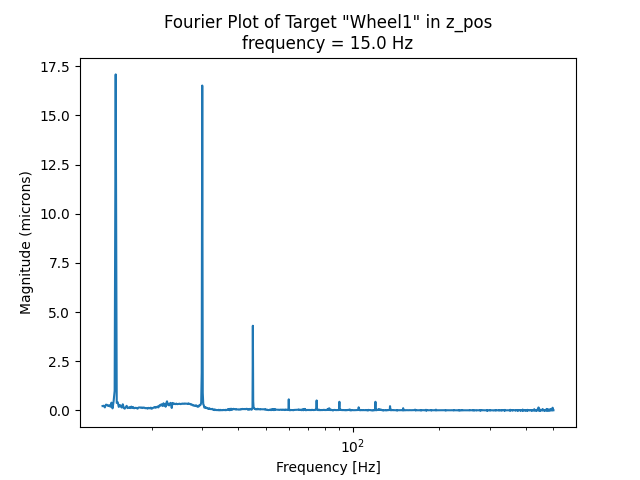 Fourier Plot of Target "Wheel1" in z_pos
frequency = 15.0 Hz
17.5
15.0
12.5
10.0
7.5
5.0
2.5
0.0
Magnitude (microns)
10²
Frequency [Hz]